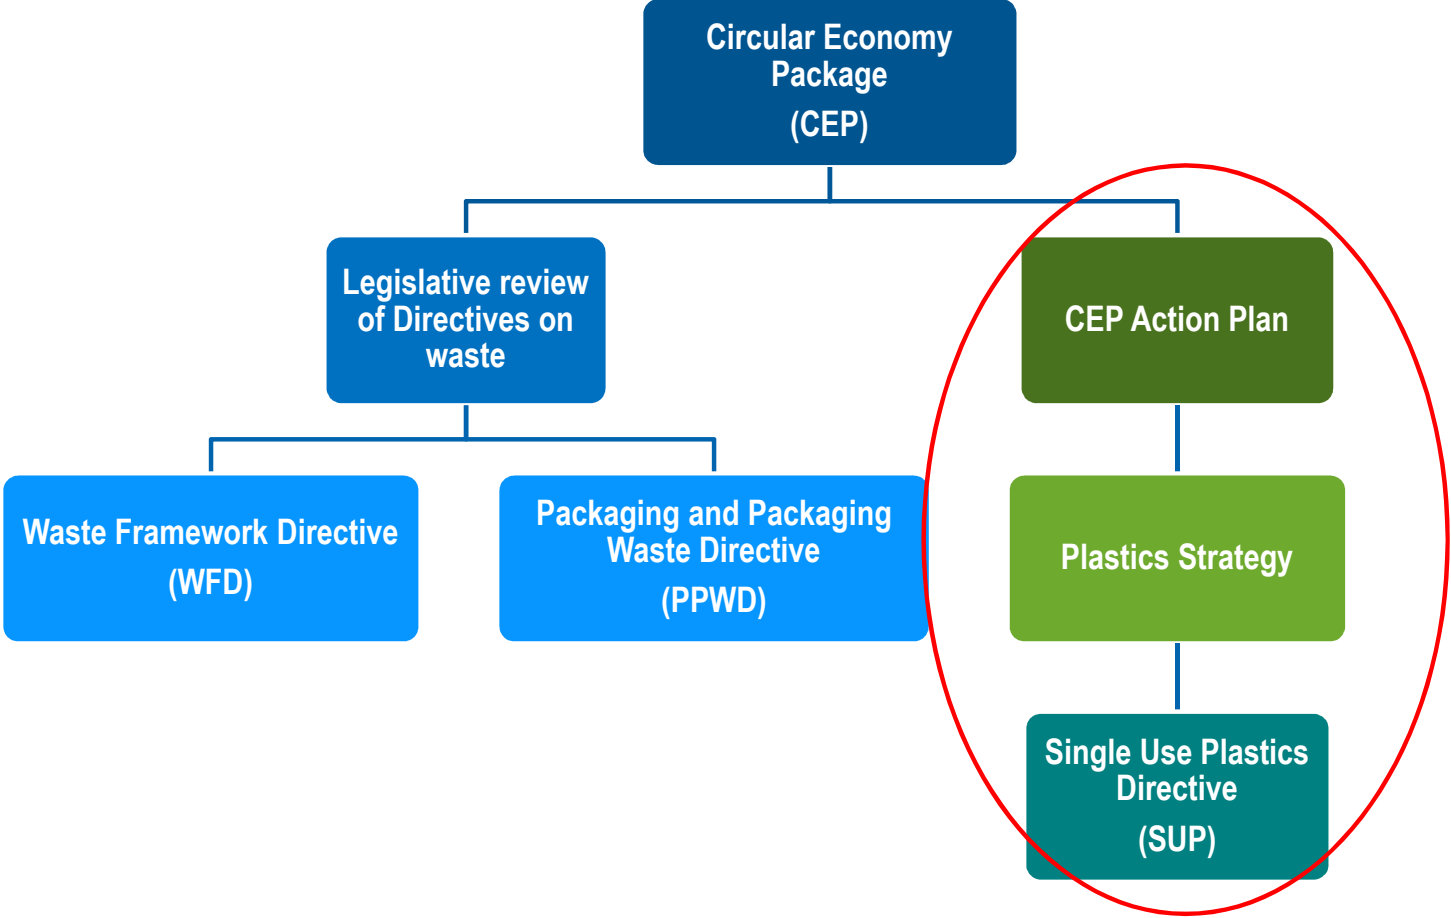 Circular Economy
Package
(CEP)
Legislative review
of Directives on
waste
CEP Action Plan
Waste Framework Directive
(WFD)
Packaging and Packaging
Waste Directive
(PPWD)
Plastics Strategy
Single Use Plastics
Directive
(SUP)